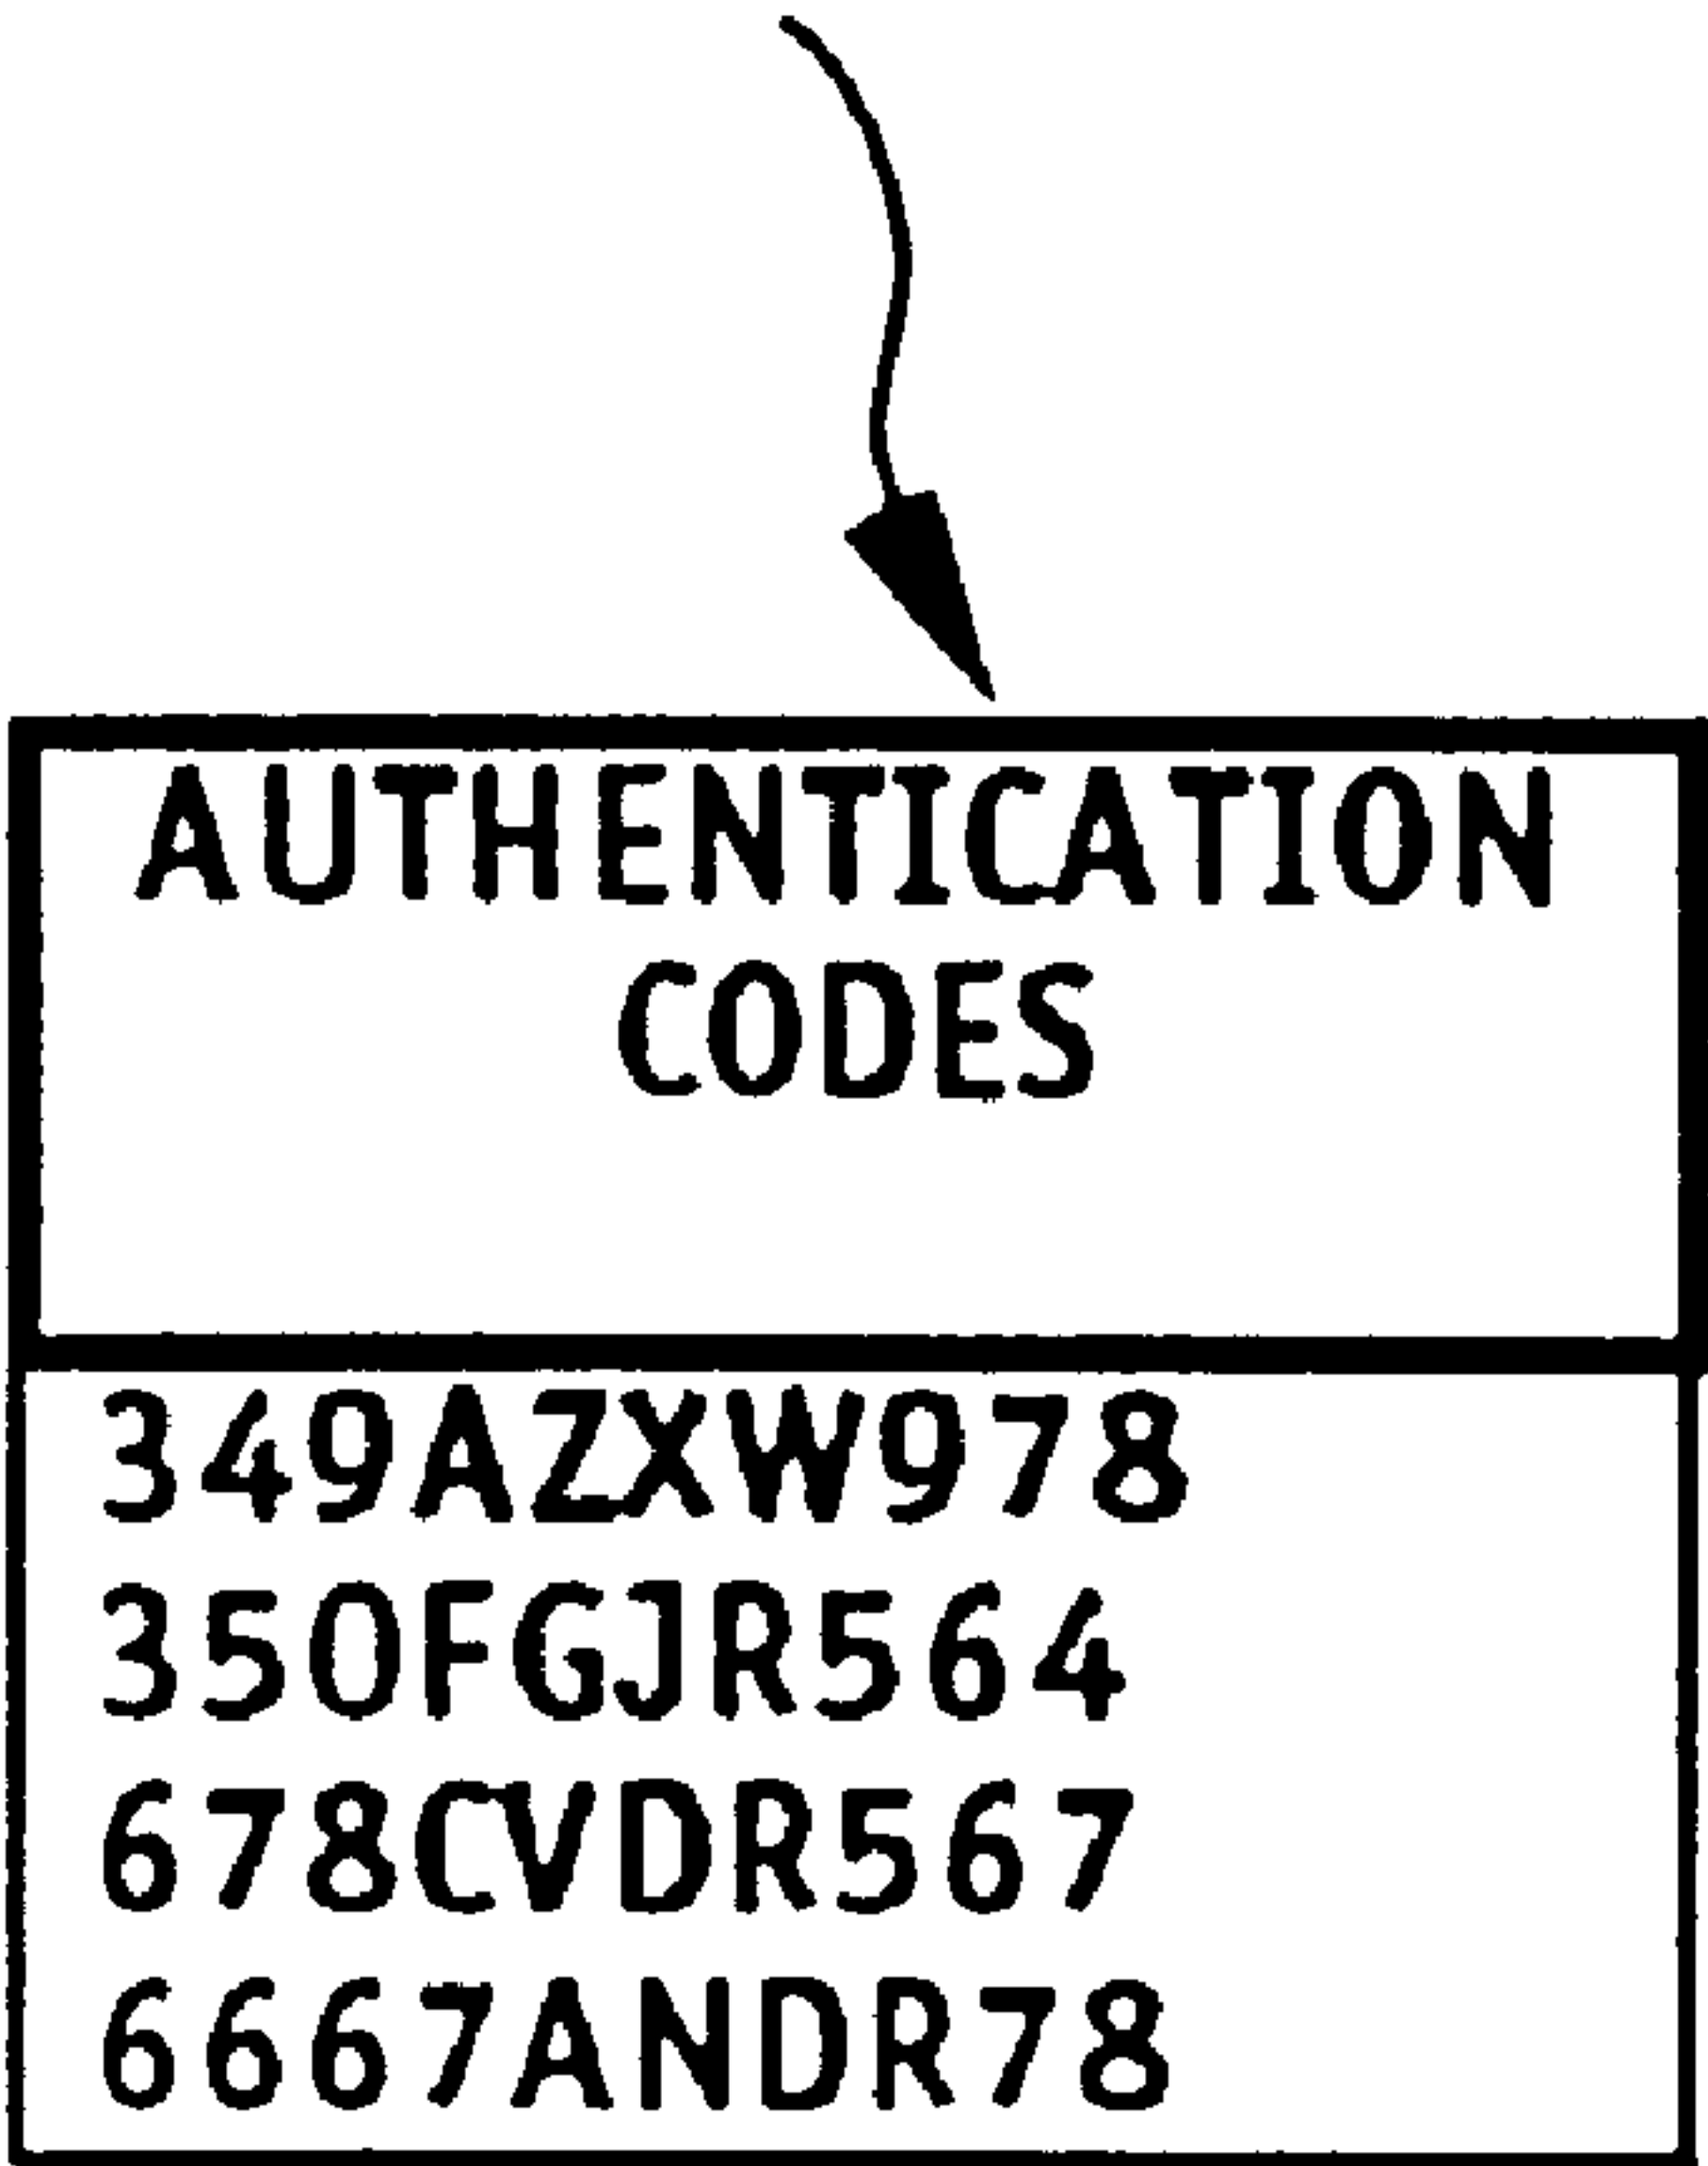 AUTHENTICATION
CODES
349AZXW978
350FGJR564
678CVDR567
6667ANDR78